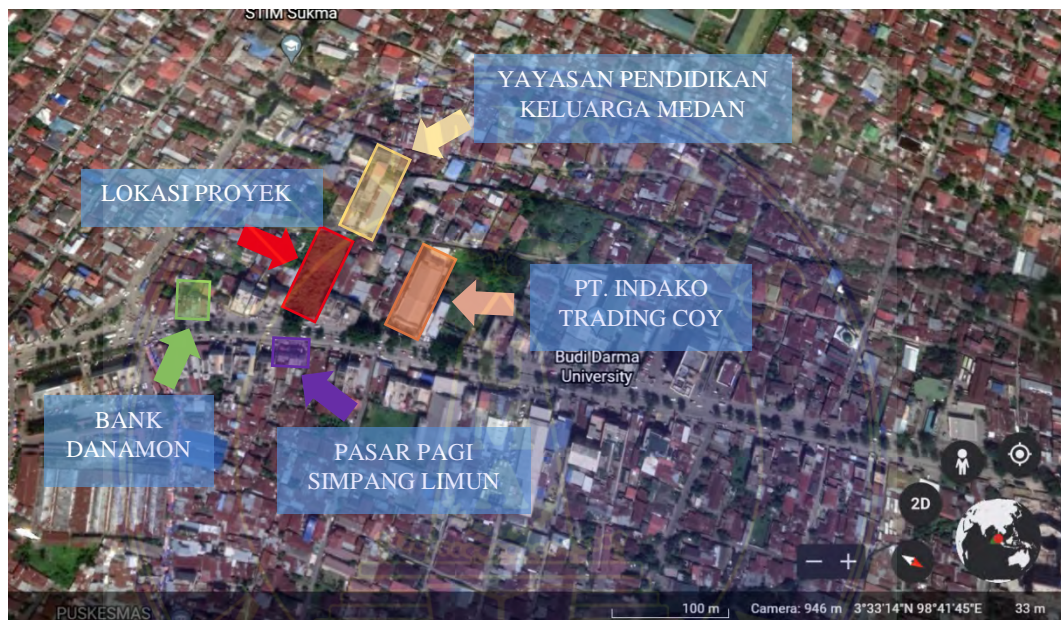 STIM Sukma
YAYASAN PENDIDIKAN
KELUARGA MEDAN
LOKASI PROYEK
PT. INDAKO
TRADING COY
Budi Darma
University
BANK
DANAMON
PASAR PAGI
SIMPANG LIMUN
2D
PUSKESMAS
100 m
Camera: 946 m 3°33'14"N 98°41'45"E 33 m